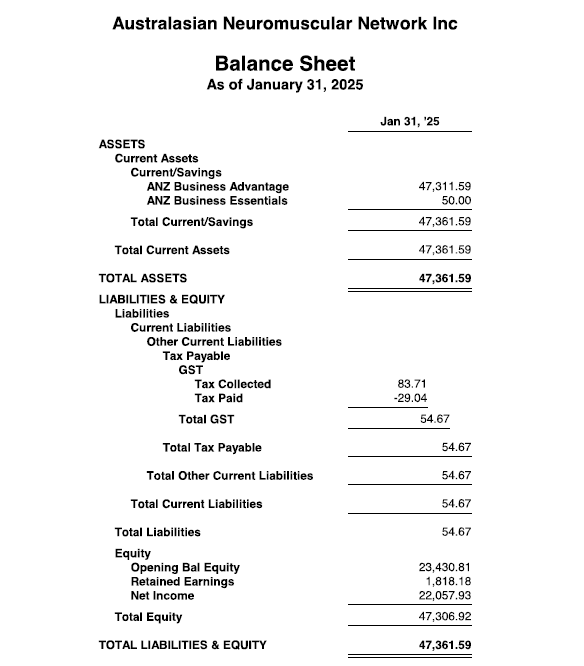 Australasian Neuromuscular Network Inc
Balance Sheet
As of January 31, 2025
Jan 31, '25
ASSETS
Current Assets
Current/Savings
ANZ Business Advantage 47,311.59
ANZ Business Essentials 50.00
Total Current/Savings 47,361.59
Total Current Assets 47,361.59
TOTAL ASSETS 47,361.59
LIABILITIES & EQUITY
Liabilities
Current Liabilities
Other Current Liabilities
Tax Payable
GST
Tax Collected 83.71
Tax Paid -29.04
Total GST 54.67
Total Tax Payable 54.67
Total Other Current Liabilities 54.67
Total Current Liabilities 54.67
Total Liabilities 54.67
Equity
Opening Bal Equity 23,430.81
Retained Earnings 1,818.18
Net Income 22,057.93
Total Equity 47,306.92
TOTAL LIABILITIES & EQUITY 47,361.59